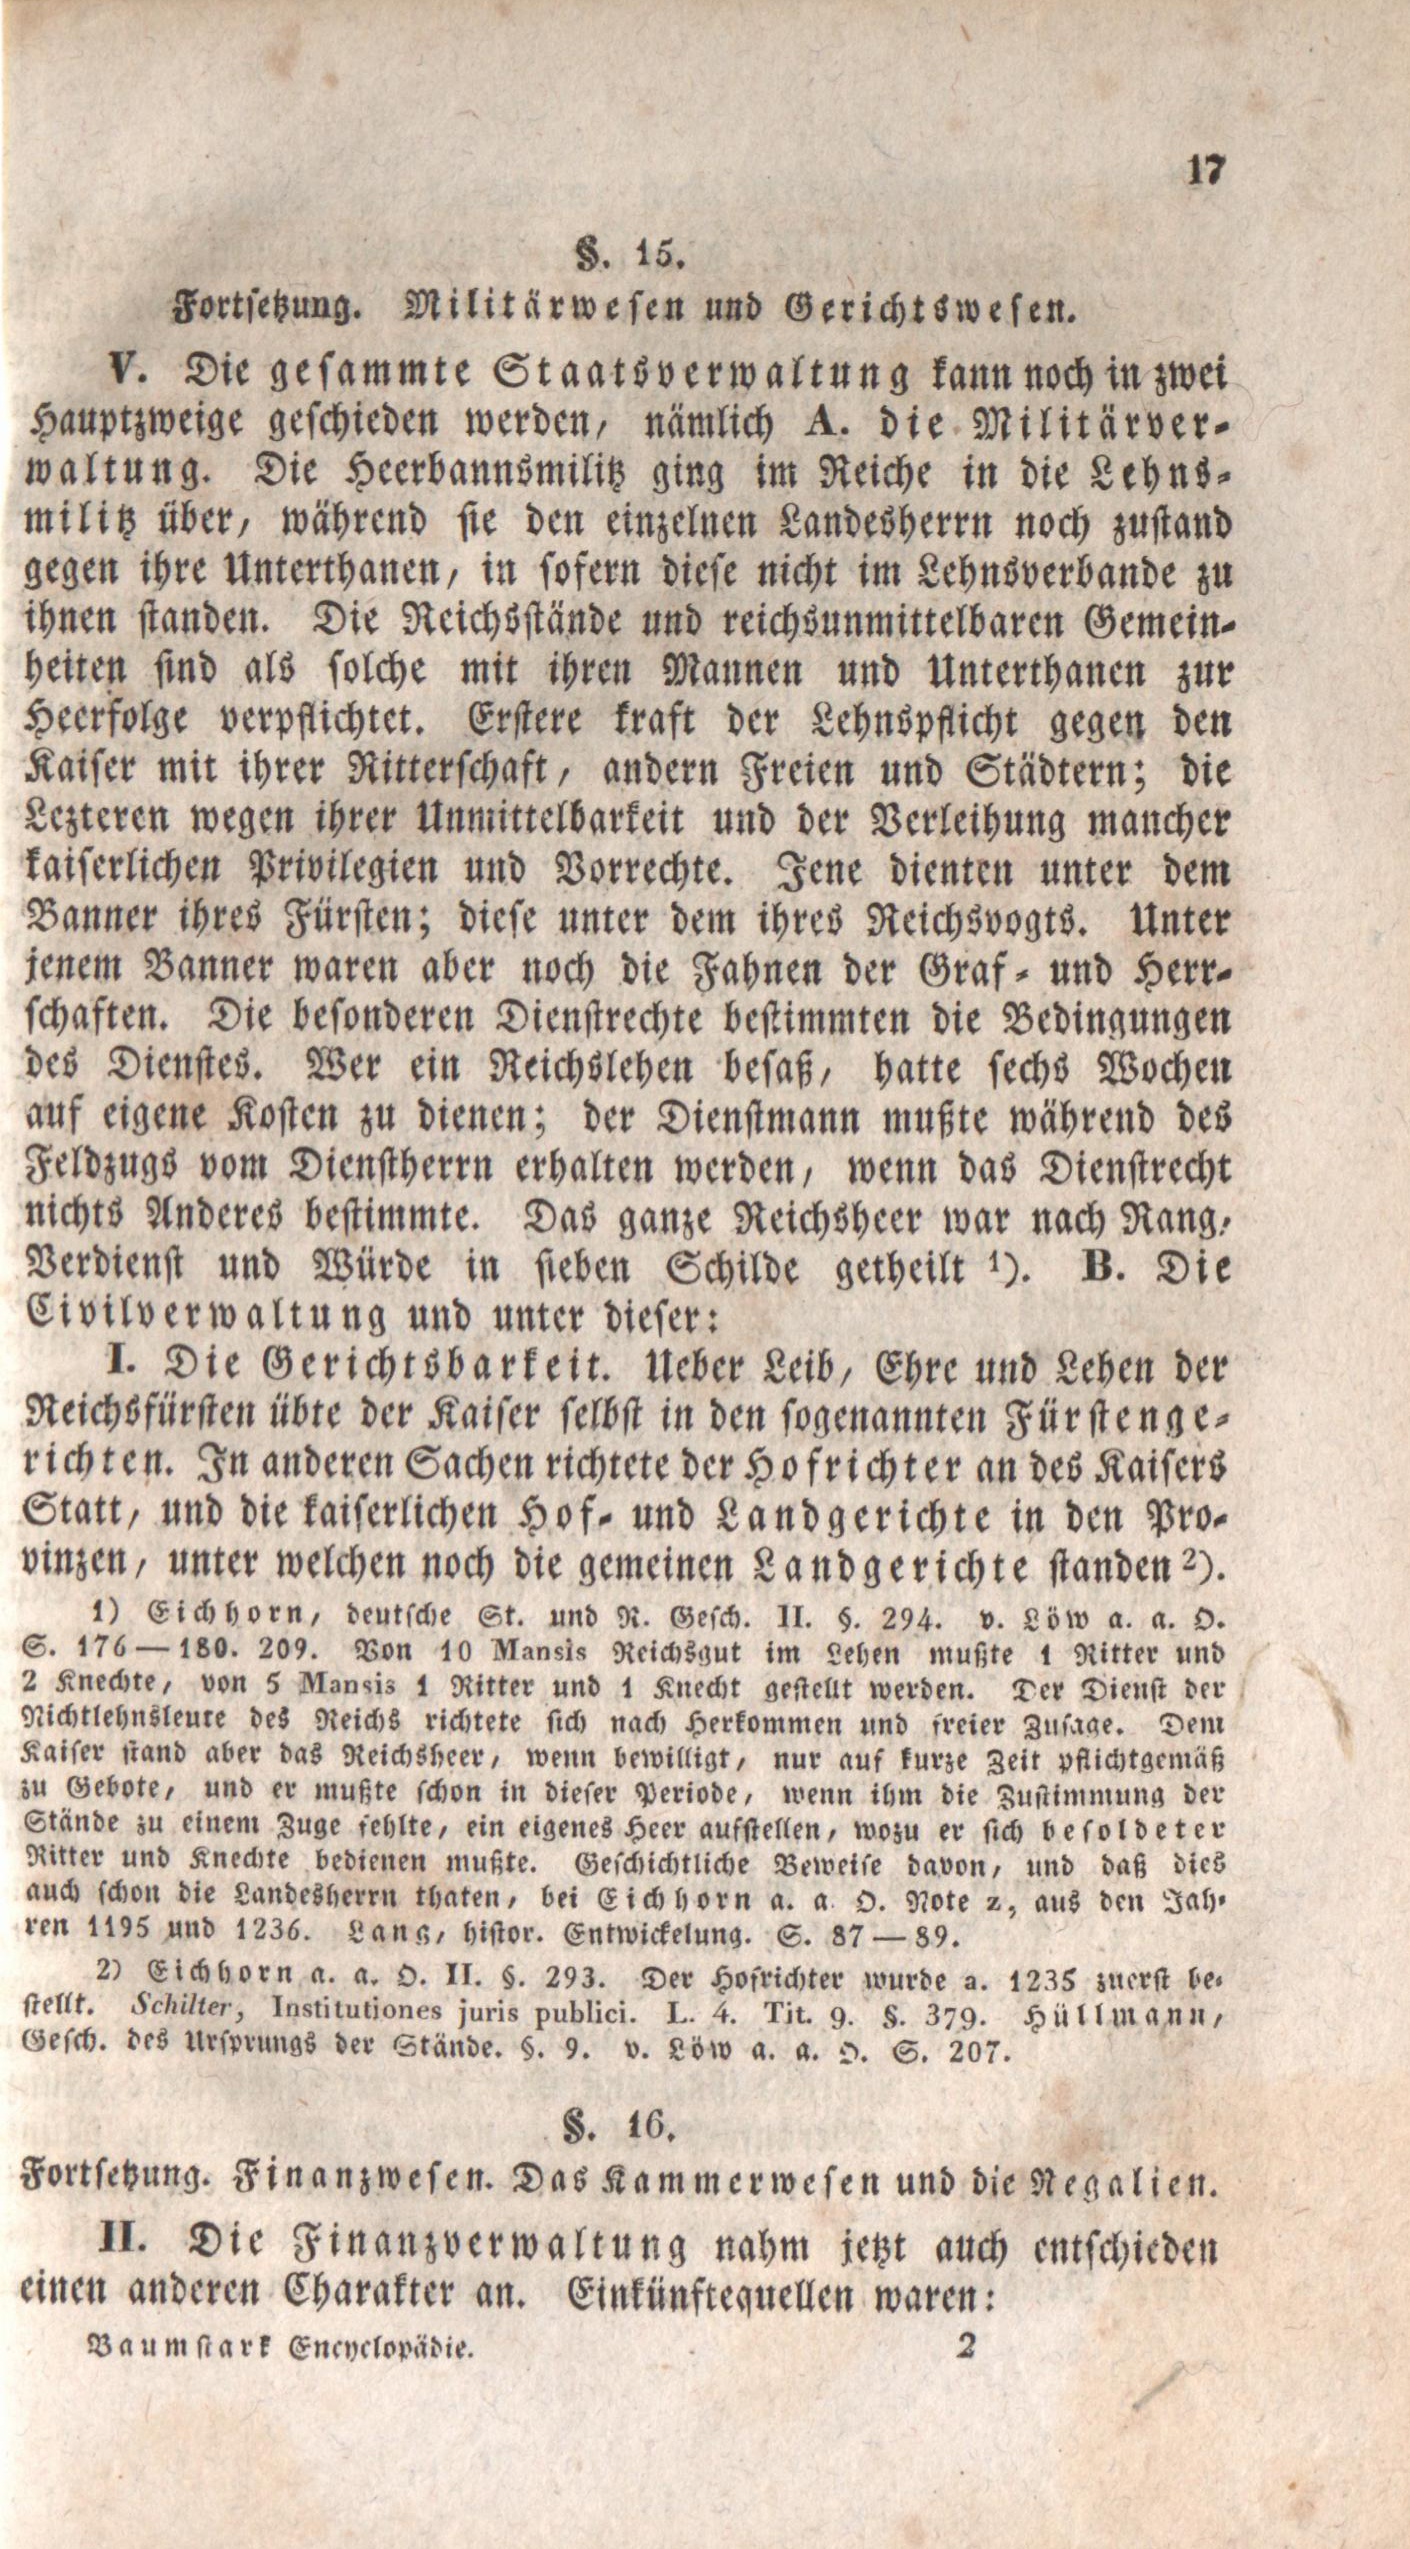 17
§. 15.
Fortsetzung. Militärwesen und Gerichtswesen.
V. Die gesammte Staatsverwaltung kann noch in zwei
Hauptzweige geschieden werden, nämlich A. die Militärver-
waltung. Die Heerbannsmilitz ging im Reiche in die Lehns-
militz über, während sie den einzelnen Landesherrn noch zustand
gegen ihre Unterthanen, in sofern diese nicht im Lehnsverbande zu
ihnen standen. Die Reichsstände und reichsunmittelbaren Gemein-
heiten sind als solche mit ihren Mannen und Unterthanen zur
Heerfolge verpflichtet. Erstere kraft der Lehnspflicht gegen den
Kaiser mit ihrer Ritterschaft, andern Freien und Städtern; die
Lezteren wegen ihrer Unmittelbarkeit und der Verleihung mancher
kaiserlichen Privilegien und Vorrechte. Jene dienten unter dem
Banner ihres Fürsten; diese unter dem ihres Reichsvogts. Unter
jenem Banner waren aber noch die Fahnen der Graf- und Herr-
schaften. Die besonderen Dienstrechte bestimmten die Bedingungen
des Dienstes. Wer ein Reichslehen besaß, hatte sechs Wochen
auf eigene Kosten zu dienen; der Dienstmann mußte während des
Feldzugs vom Dienstherrn erhalten werden, wenn das Dienstrecht
nichts Anderes bestimmte. Das ganze Reichsheer war nach Rang,
Verdienst und Würde in sieben Schilde getheilt 1). B. Die
Civilverwaltung und unter dieser:
I. Die Gerichtsbarkeit. Ueber Leib, Ehre und Lehen der
Reichsfürsten übte der Kaiser selbst in den sogenannten Fürstenge-
richten. In anderen Sachen richtete der Hofrichter an des Kaisers
Statt, und die kaiserlichen Hof- und Landgerichte in den Pro-
vinzen, unter welchen noch die gemeinen Landgerichte standen 2).
1) Eichhorn, deutsche St. und R. Gesch. II. §. 294. v. Löw a. a. O.
S. 176—180. 209. Von 10 Mansis Reichsgut im Lehen mußte 1 Ritter und
2 Knechte, von 5 Mansis 1 Ritter und 1 Knecht gestellt werden. Der Dienst der
Nichtlehnsleute des Reichs richtete sich nach Herkommen und freier Zusage. Dem
Kaiser stand aber das Reichsheer, wenn bewilligt, nur auf kurze Zeit pflichtgemäß
zu Gebote, und er mußte schon in dieser Periode, wenn ihm die Zustimmung der
Stände zu einem Zuge fehlte, ein eigenes Heer aufstellen, wozu er sich besoldeter
Ritter und Knechte bedienen mußte. Geschichtliche Beweise davon, und daß dies
auch schon die Landesherrn thaten, bei Eichhorn a. a. O. Note z, aus den Jah-
ren 1195 und 1236. Lang, histor. Entwickelung. S. 87—89.
2) Eichhorn a. a. O. II. §. 293. Der Hofrichter wurde a. 1235 zuerst be-
stellt. Schilter, Institutiones juris publici. L. 4. Tit. 9. §. 379. Hüllmann,
Gesch. des Ursprungs der Stände. §. 9. v. Löw a. a. O. S. 207.
§. 16.
Fortsetzung. Finanzwesen. Das Kammerwesen und die Regalien.
II. Die Finanzverwaltung nahm jetzt auch entschieden
einen anderen Charakter an. Einkünftequellen waren:
Baumstark Encyclopädie. 2